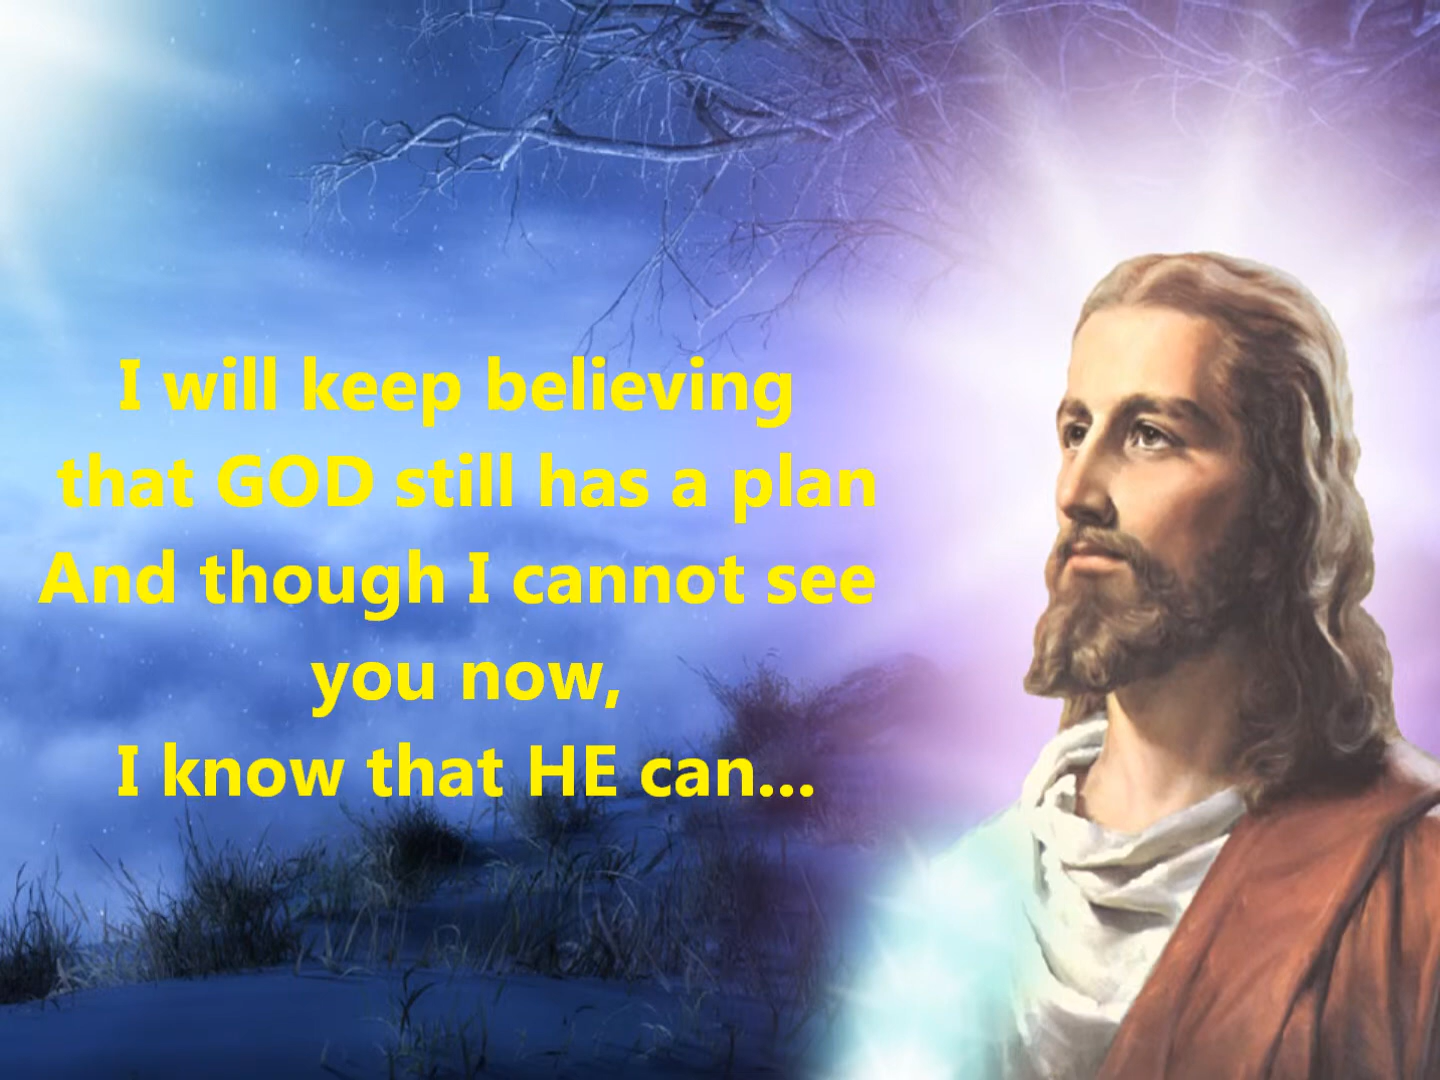 I will keep believing
that GOD still has a plan
And though I cannot see
you now,
I know that HE can...